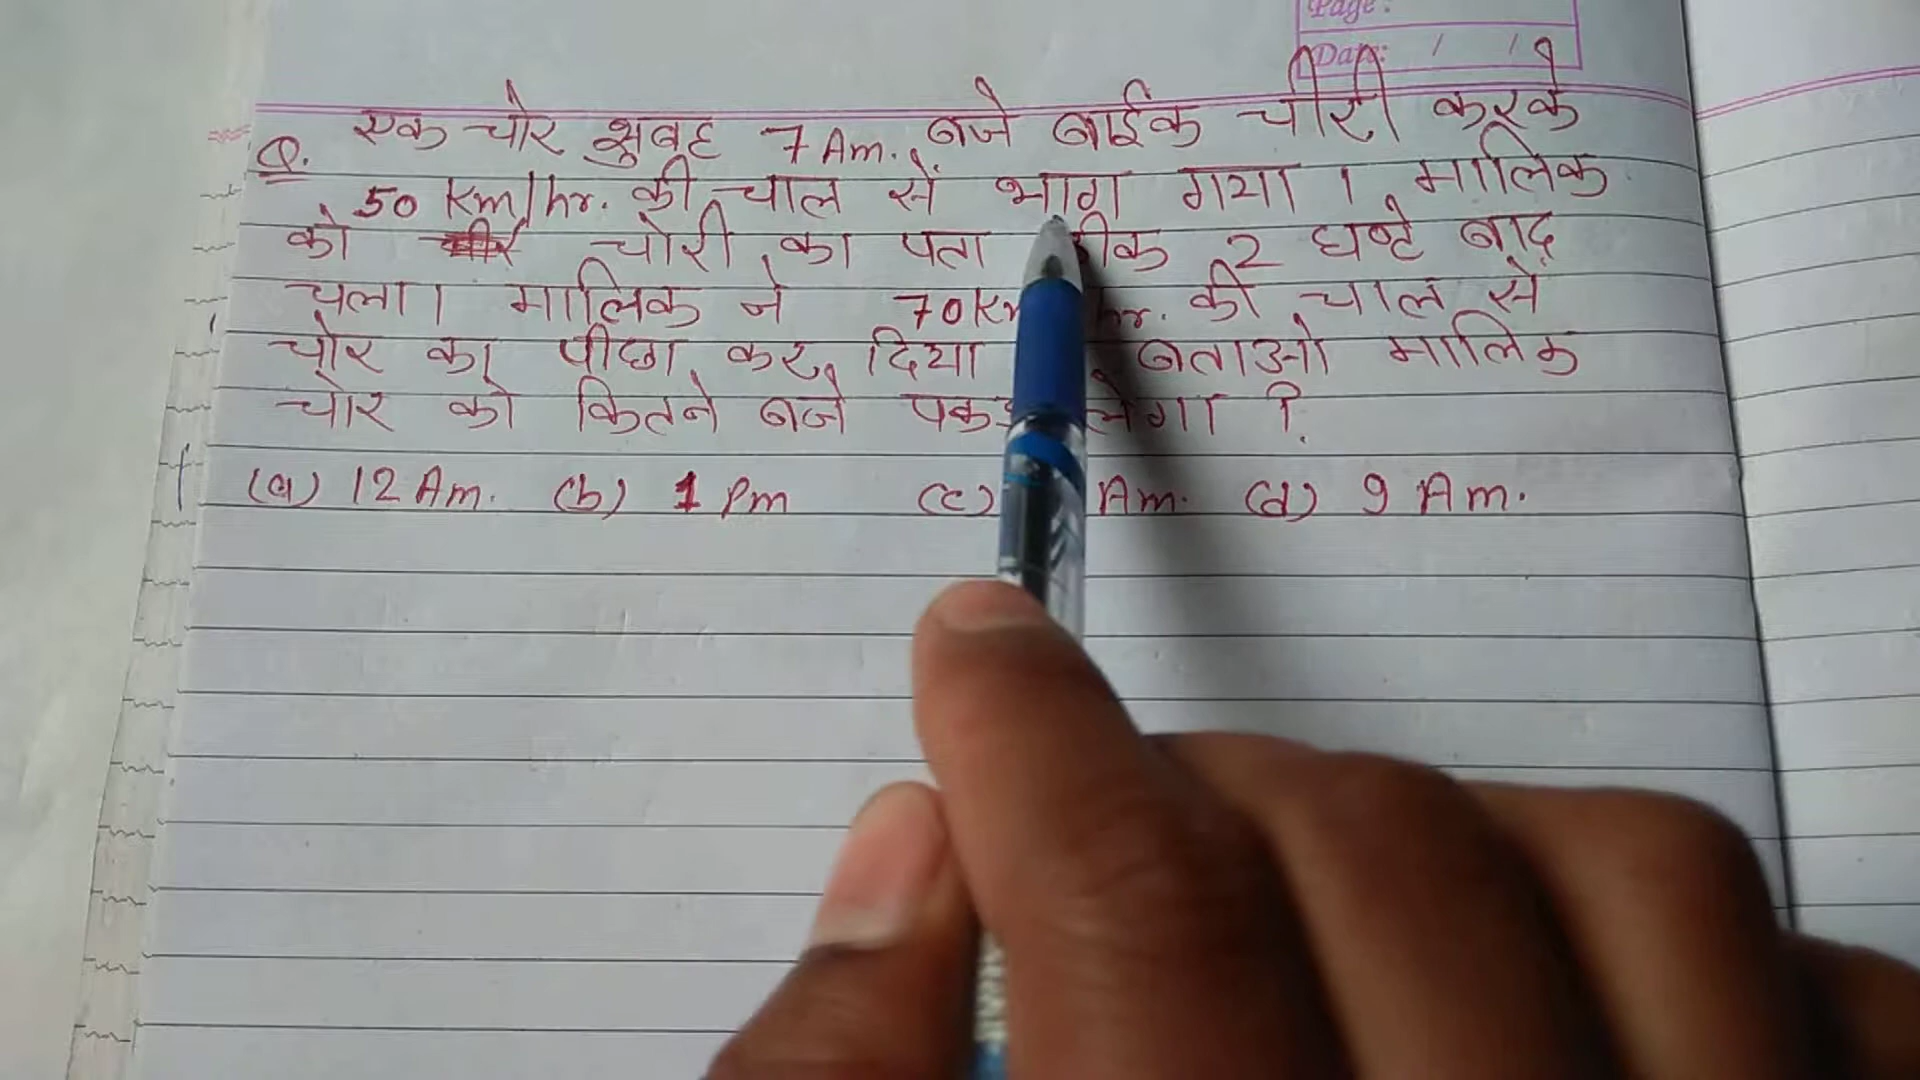 Page:
Date: / /
Q. एक चोर सुबह 7 Am. बजे बाईक चोरी करके
50 Km/hr. की चाल से भाग गया । मालिक
को चोरी का पता 2 घण्टे बाद
चला। मालिक ने की चाल से
चोर का पीछा कर दिया बताओ मालिक
चोर को कितने बजे ?
(a) 12 Am. (b) 1 Pm (c) Am. (d) 9 Am.